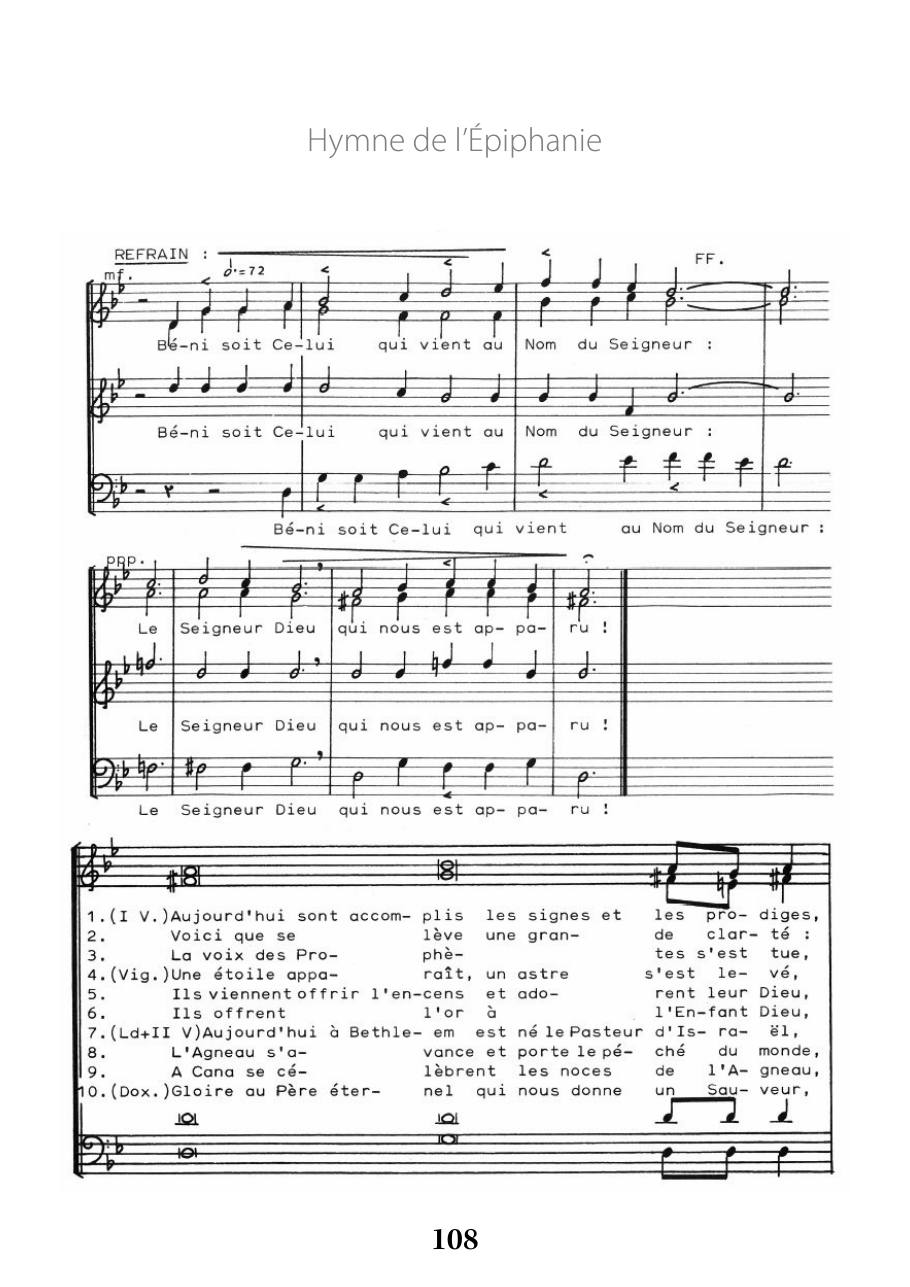 Hymne de l'Épiphanie
REFRAIN :
mf.
𝅗𝅥. = 72
FF.
Bé-ni soit Ce-lui qui vient au Nom du Seigneur :
Bé-ni soit Ce-lui qui vient au Nom du Seigneur :
Bé-ni soit Ce-lui qui vient au Nom du Seigneur :
ppp.
Le Seigneur Dieu qui nous est ap- pa- ru !
Le Seigneur Dieu qui nous est ap- pa- ru !
Le Seigneur Dieu qui nous est ap- pa- ru !
1.(I V.)Aujourd'hui sont accom- plis les signes et les pro- diges,
2. Voici que se lève une gran- de clar- té :
3. La voix des Pro- phè- tes s'est tue,
4.(Vig.)Une étoile appa- raît, un astre s'est le- vé,
5. Ils viennent offrir l'en-cens et ado- rent leur Dieu,
6. Ils offrent l'or à l'En-fant Dieu,
7.(Ld+II V)Aujourd'hui à Bethle- em est né le Pasteur d'Is- ra- ël,
8. L'Agneau s'a- vance et porte le pé- ché du monde,
9. A Cana se cé- lèbrent les noces de l'A- gneau,
10.(Dox.)Gloire au Père éter- nel qui nous donne un Sau- veur,
108